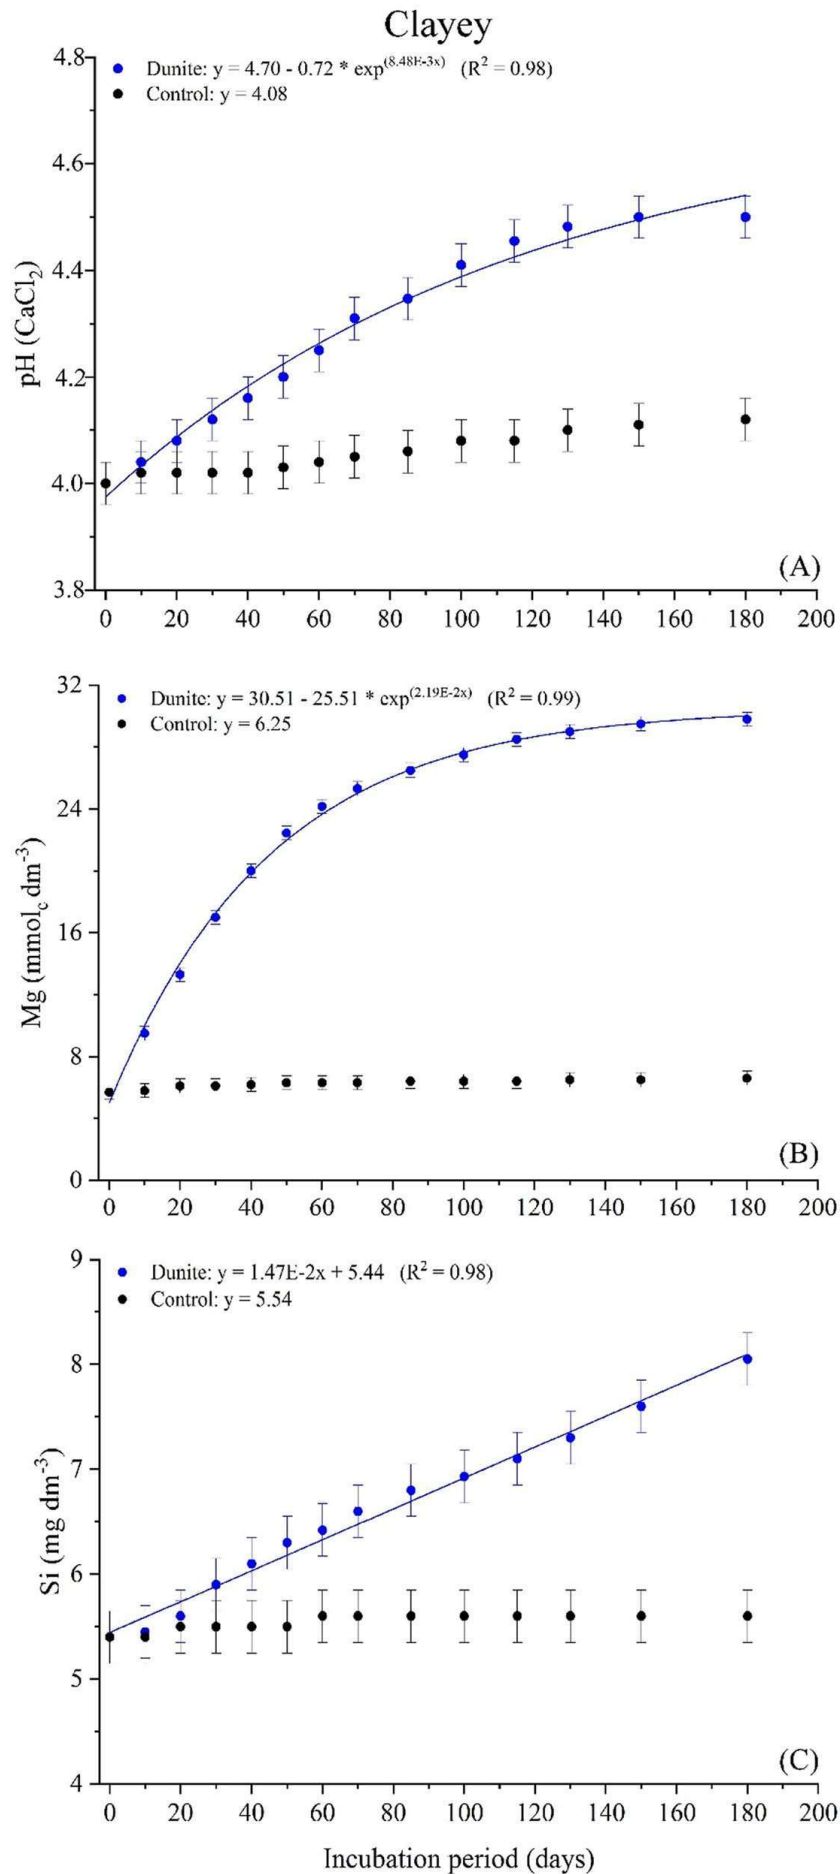 Clayey
Dunite: y = 4.70 - 0.72 * exp(8.48E-3x) (R2 = 0.98)
Control: y = 4.08
4.8
4.6
4.4
4.2
4.0
3.8
pH (CaCl2)
(A)
0 20 40 60 80 100 120 140 160 180 200
Dunite: y = 30.51 - 25.51 * exp(2.19E-2x) (R2 = 0.99)
Control: y = 6.25
32
24
16
8
0
Mg (mmolc dm-3)
(B)
0 20 40 60 80 100 120 140 160 180 200
Dunite: y = 1.47E-2x + 5.44 (R2 = 0.98)
Control: y = 5.54
9
8
7
6
5
4
Si (mg dm-3)
(C)
0 20 40 60 80 100 120 140 160 180 200
Incubation period (days)